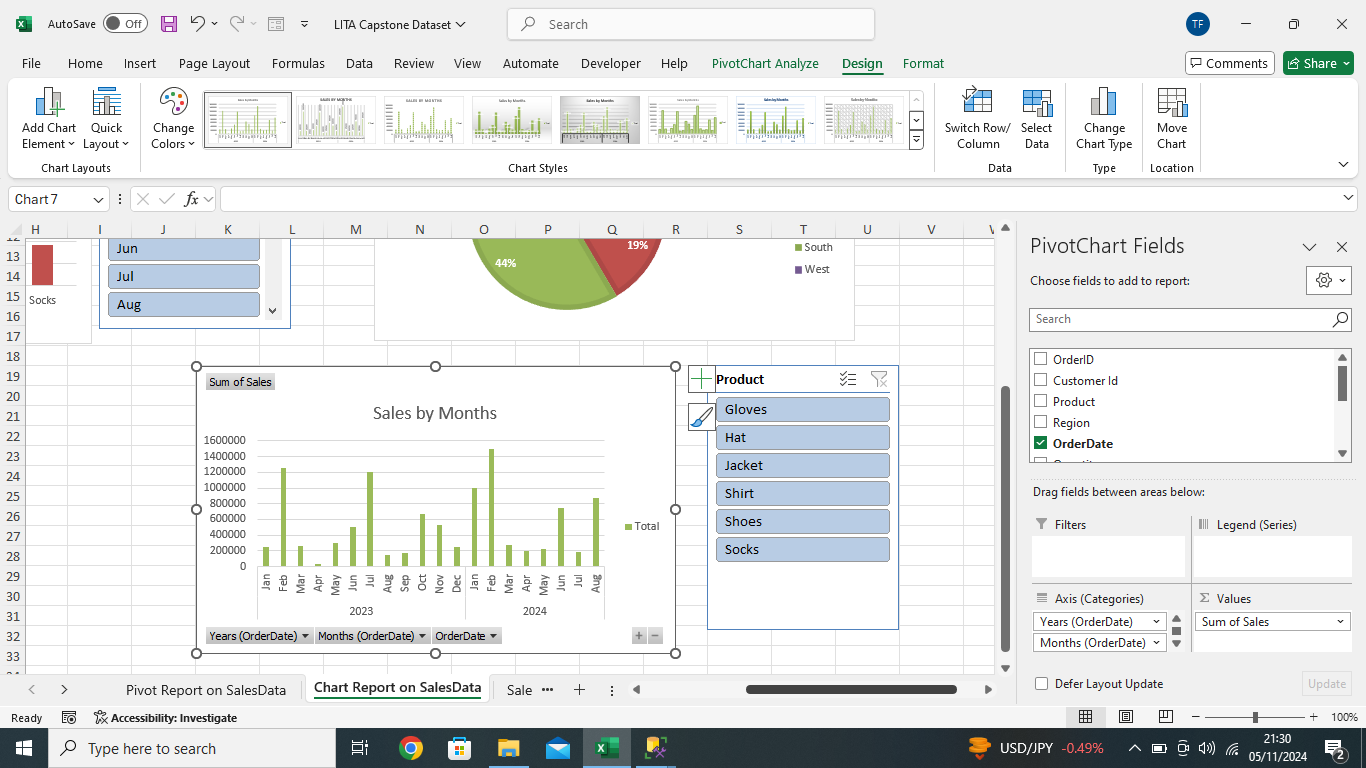 AutoSave Off LITA Capstone Dataset Search TF
File Home Insert Page Layout Formulas Data Review View Automate Developer Help PivotChart Analyze Design Format Comments Share
Add Chart Element Quick Layout Change Colors Switch Row/ Column Select Data Change Chart Type Move Chart
Chart Layouts Chart Styles Data Type Location
Chart 7 fx
H I J K L M N O P Q R S T U V
PivotChart Fields
Choose fields to add to report:
Search
OrderID
Customer Id
Product
Region
OrderDate
Drag fields between areas below:
Filters Legend (Series)
Axis (Categories) Values
Years (OrderDate) Sum of Sales
Months (OrderDate)
Defer Layout Update Update
13
14
15
16
17
18
19
20
21
22
23
24
25
26
27
28
29
30
31
32
33
Socks
Jun
Jul
Aug
44%
19%
South
West
Sum of Sales
Sales by Months
1600000
1400000
1200000
1000000
800000
600000
400000
200000
0
Jan Feb Mar Apr May Jun Jul Aug Sep Oct Nov Dec Jan Feb Mar Apr May Jun Jul Aug
2023 2024
Total
Years (OrderDate) Months (OrderDate) OrderDate + −
Product
Gloves
Hat
Jacket
Shirt
Shoes
Socks
Pivot Report on SalesData Chart Report on SalesData Sale
Ready Accessibility: Investigate 100%
Type here to search USD/JPY -0.49% 21:30
05/11/2024 2